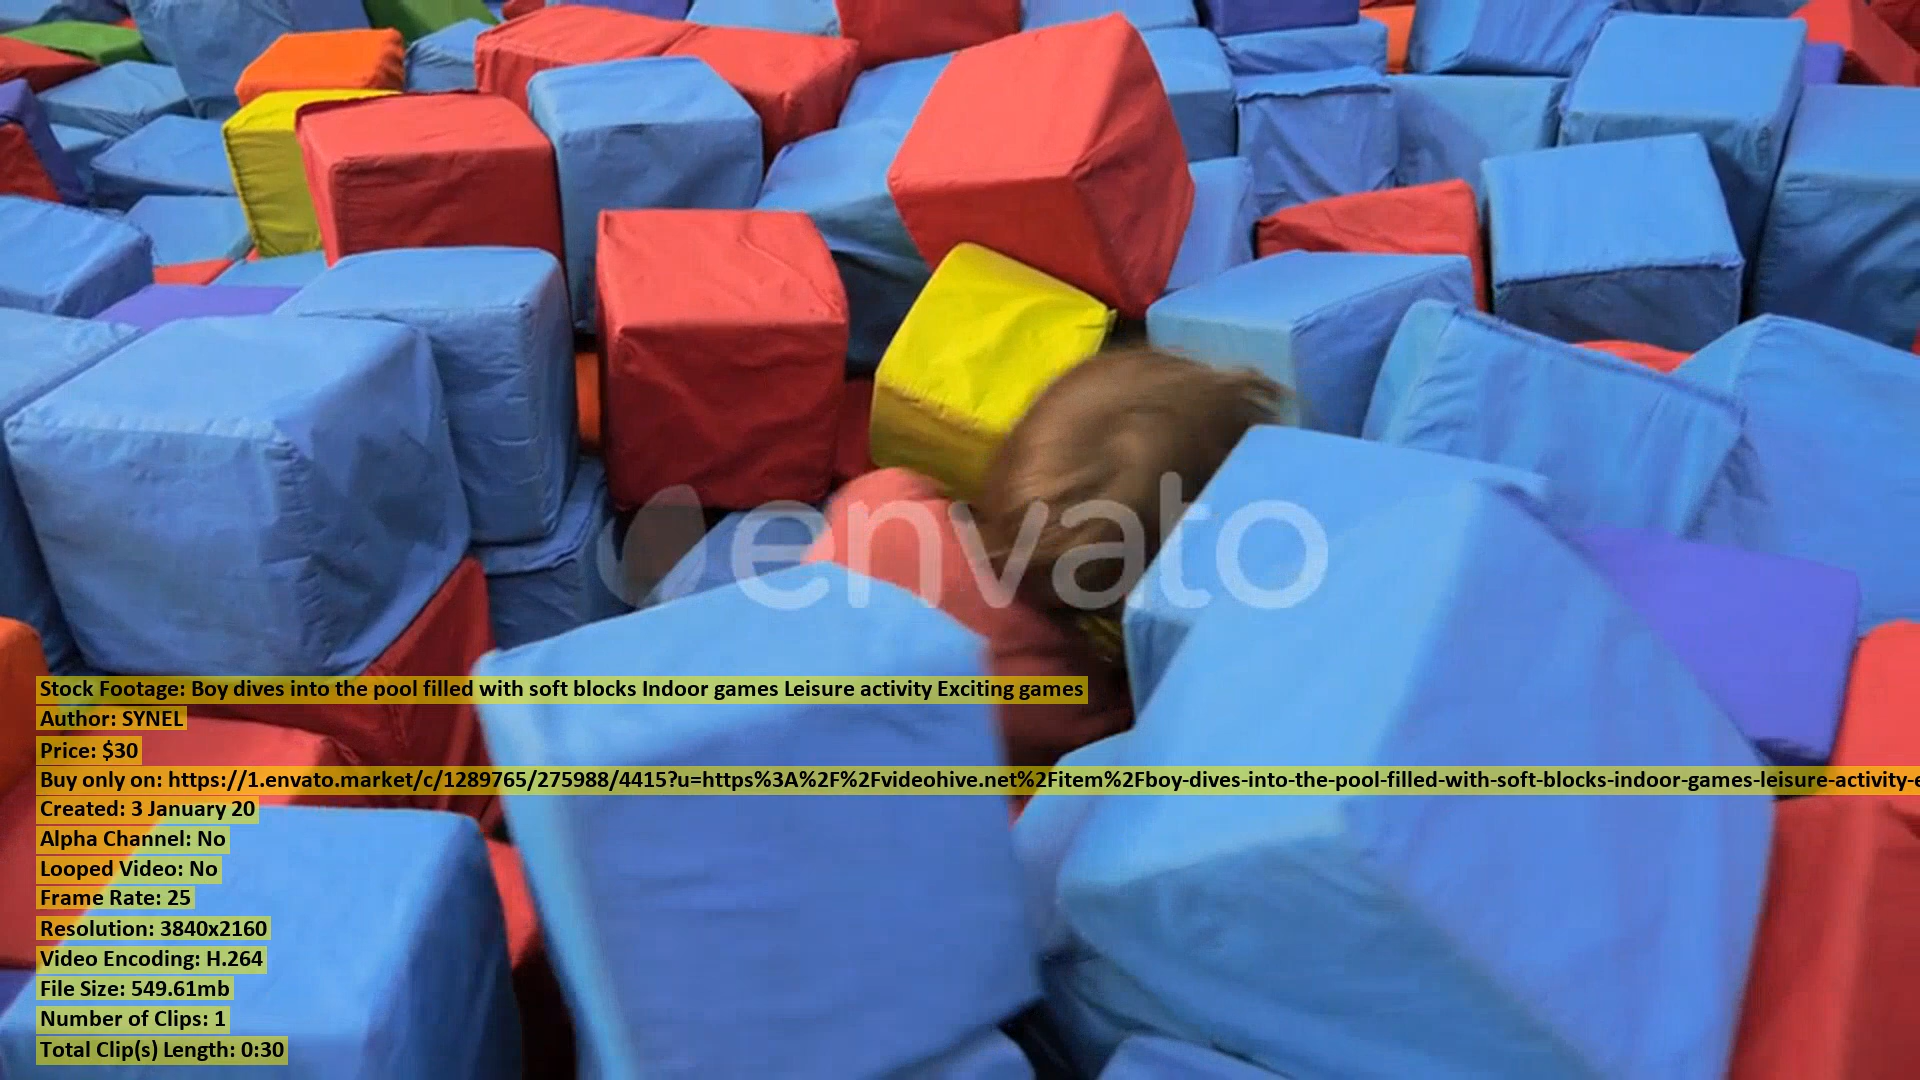 envato
Stock Footage: Boy dives into the pool filled with soft blocks Indoor games Leisure activity Exciting games
Author: SYNEL
Price: $30
Buy only on: https://1.envato.market/c/1289765/275988/4415?u=https%3A%2F%2Fvideohive.net%2Fitem%2Fboy-dives-into-the-pool-filled-with-soft-blocks-indoor-games-leisure-activity-e
Created: 3 January 20
Alpha Channel: No
Looped Video: No
Frame Rate: 25
Resolution: 3840x2160
Video Encoding: H.264
File Size: 549.61mb
Number of Clips: 1
Total Clip(s) Length: 0:30